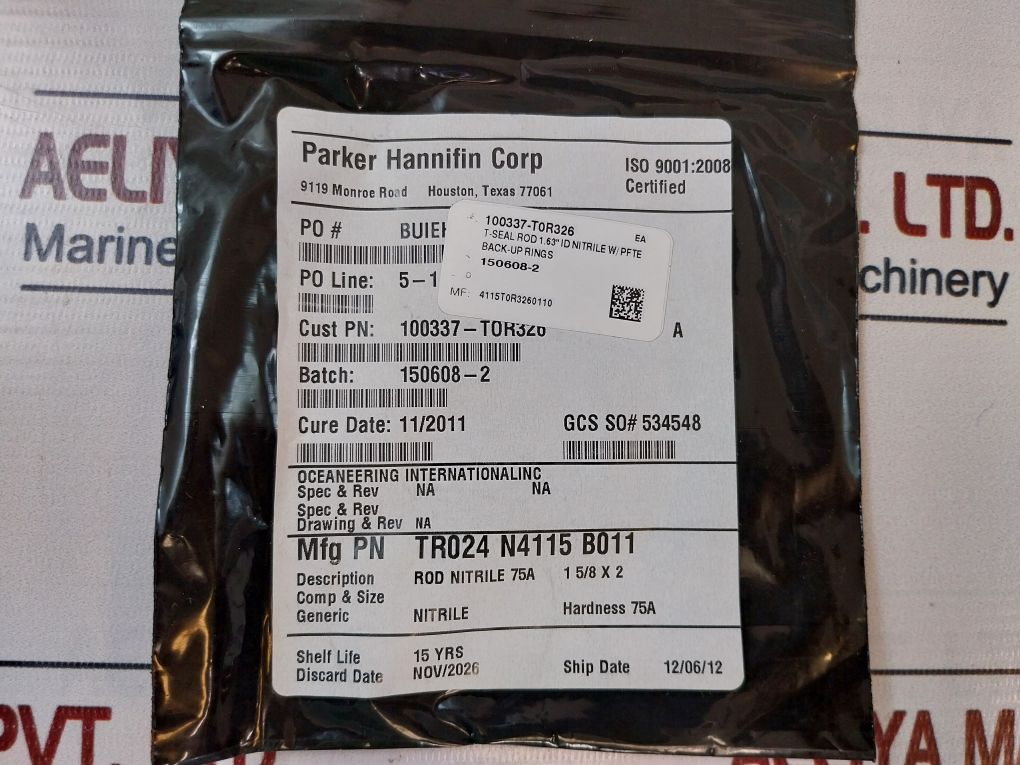 Parker Hannifin Corp
ISO 9001:2008
Certified
9119 Monroe Road Houston, Texas 77061
PO #
PO Line: 5-1
Cust PN: 100337-T0R326 A
Batch: 150608-2
Cure Date: 11/2011 GCS SO# 534548
OCEANEERING INTERNATIONALINC
Spec & Rev NA NA
Spec & Rev
Drawing & Rev NA
Mfg PN TR024 N4115 B011
Description ROD NITRILE 75A 1 5/8 X 2
Comp & Size
Generic NITRILE Hardness 75A
Shelf Life 15 YRS
Discard Date NOV/2026 Ship Date 12/06/12
100337-T0R326 EA
T-SEAL ROD 1.63" ID NITRILE W/ PFTE
BACK-UP RINGS
150608-2
0
MF: 4115T0R3260110
Marine
LTD.
chinery
PVT.
YA